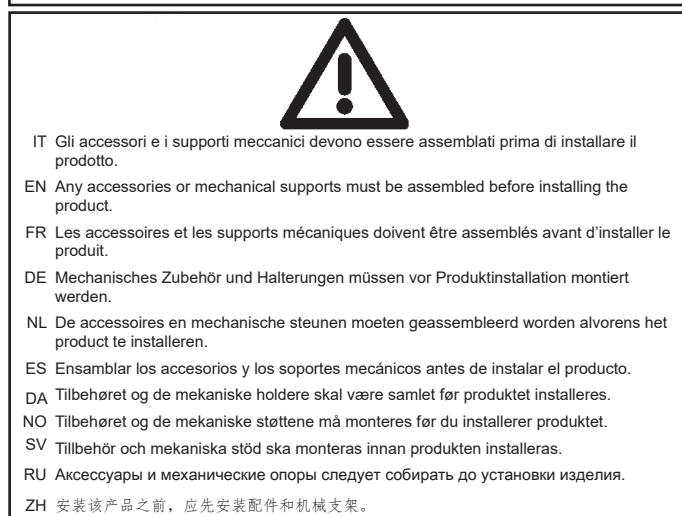 IT Gli accessori e i supporti meccanici devono essere assemblati prima di installare il
prodotto.
EN Any accessories or mechanical supports must be assembled before installing the
product.
FR Les accessoires et les supports mécaniques doivent être assemblés avant d’installer le
produit.
DE Mechanisches Zubehör und Halterungen müssen vor Produktinstallation montiert
werden.
NL De accessoires en mechanische steunen moeten geassembleerd worden alvorens het
product te installeren.
ES Ensamblar los accesorios y los soportes mecánicos antes de instalar el producto.
DA Tilbehøret og de mekaniske holdere skal være samlet før produktet installeres.
NO Tilbehøret og de mekaniske støttene må monteres før du installerer produktet.
SV Tillbehör och mekaniska stöd ska monteras innan produkten installeras.
RU Аксессуары и механические опоры следует собирать до установки изделия.
ZH 安装该产品之前，应先安装配件和机械支架。